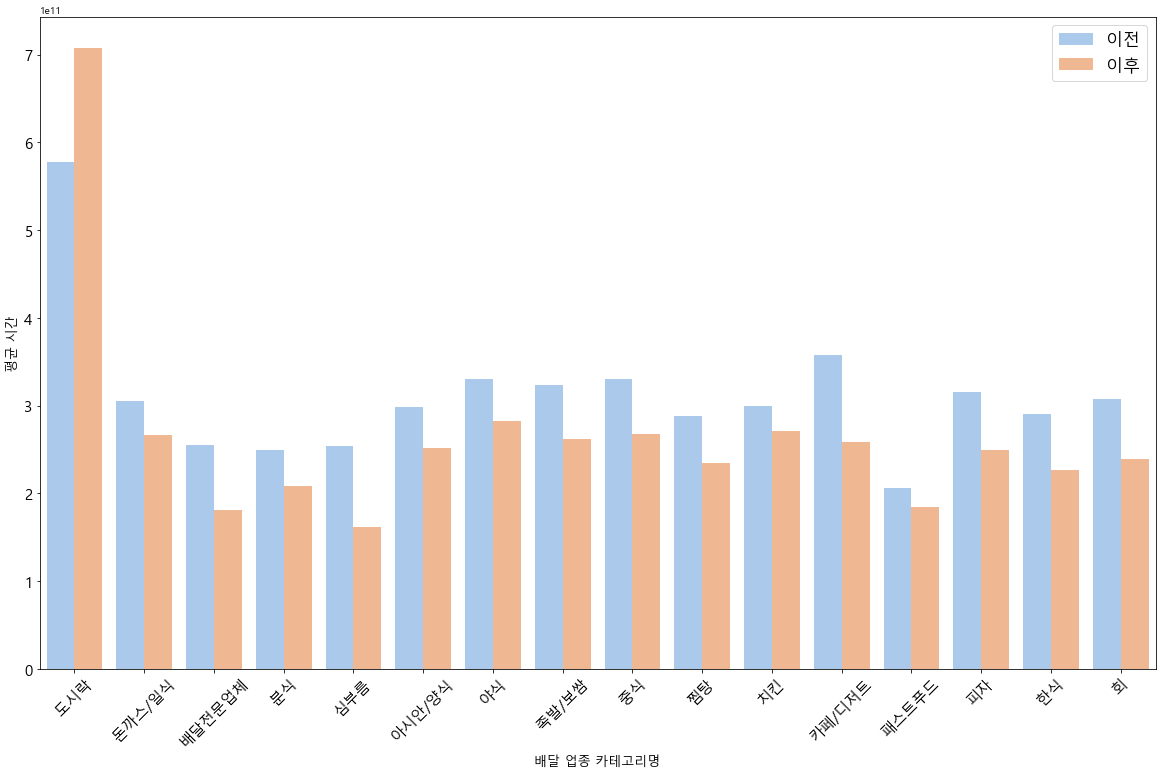 1e11
이전
이후
7
6
5
4
3
2
1
0
평균 시간
도시락
돈까스/일식
배달전문업체
분식
심부름
아시안/양식
야식
족발/보쌈
중식
찜탕
치킨
카페/디저트
패스트푸드
피자
한식
회
배달 업종 카테고리명